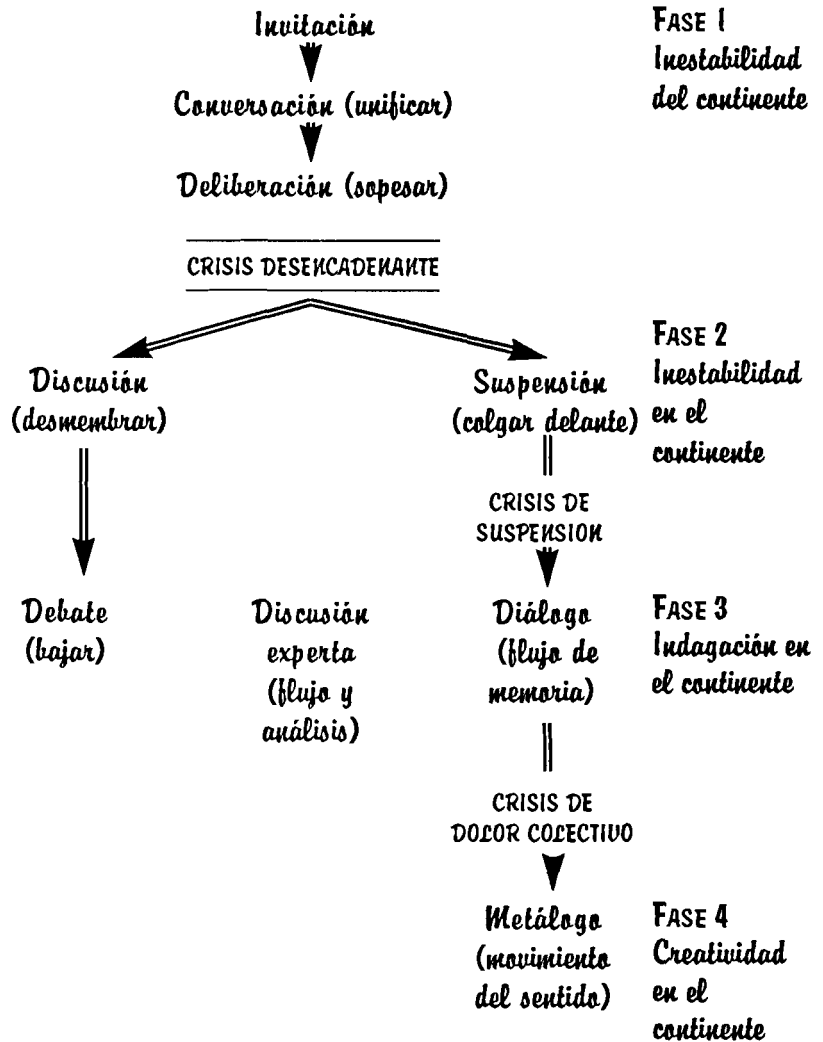 Invitación
FASE 1
Inestabilidad
del continente
Conversación (unificar)
Deliberación (sopesar)
CRISIS DESENCADENANTE
FASE 2
Inestabilidad
en el
continente
Discusión
(desmembrar)
Suspensión
(colgar delante)
CRISIS DE
SUSPENSION
Debate
(bajar)
Discusión
experta
(flujo y
análisis)
Diálogo
(flujo de
memoria)
FASE 3
Indagación en
el continente
CRISIS DE
DOLOR COLECTIVO
Metálogo
(movimiento
del sentido)
FASE 4
Creatividad
en el
continente